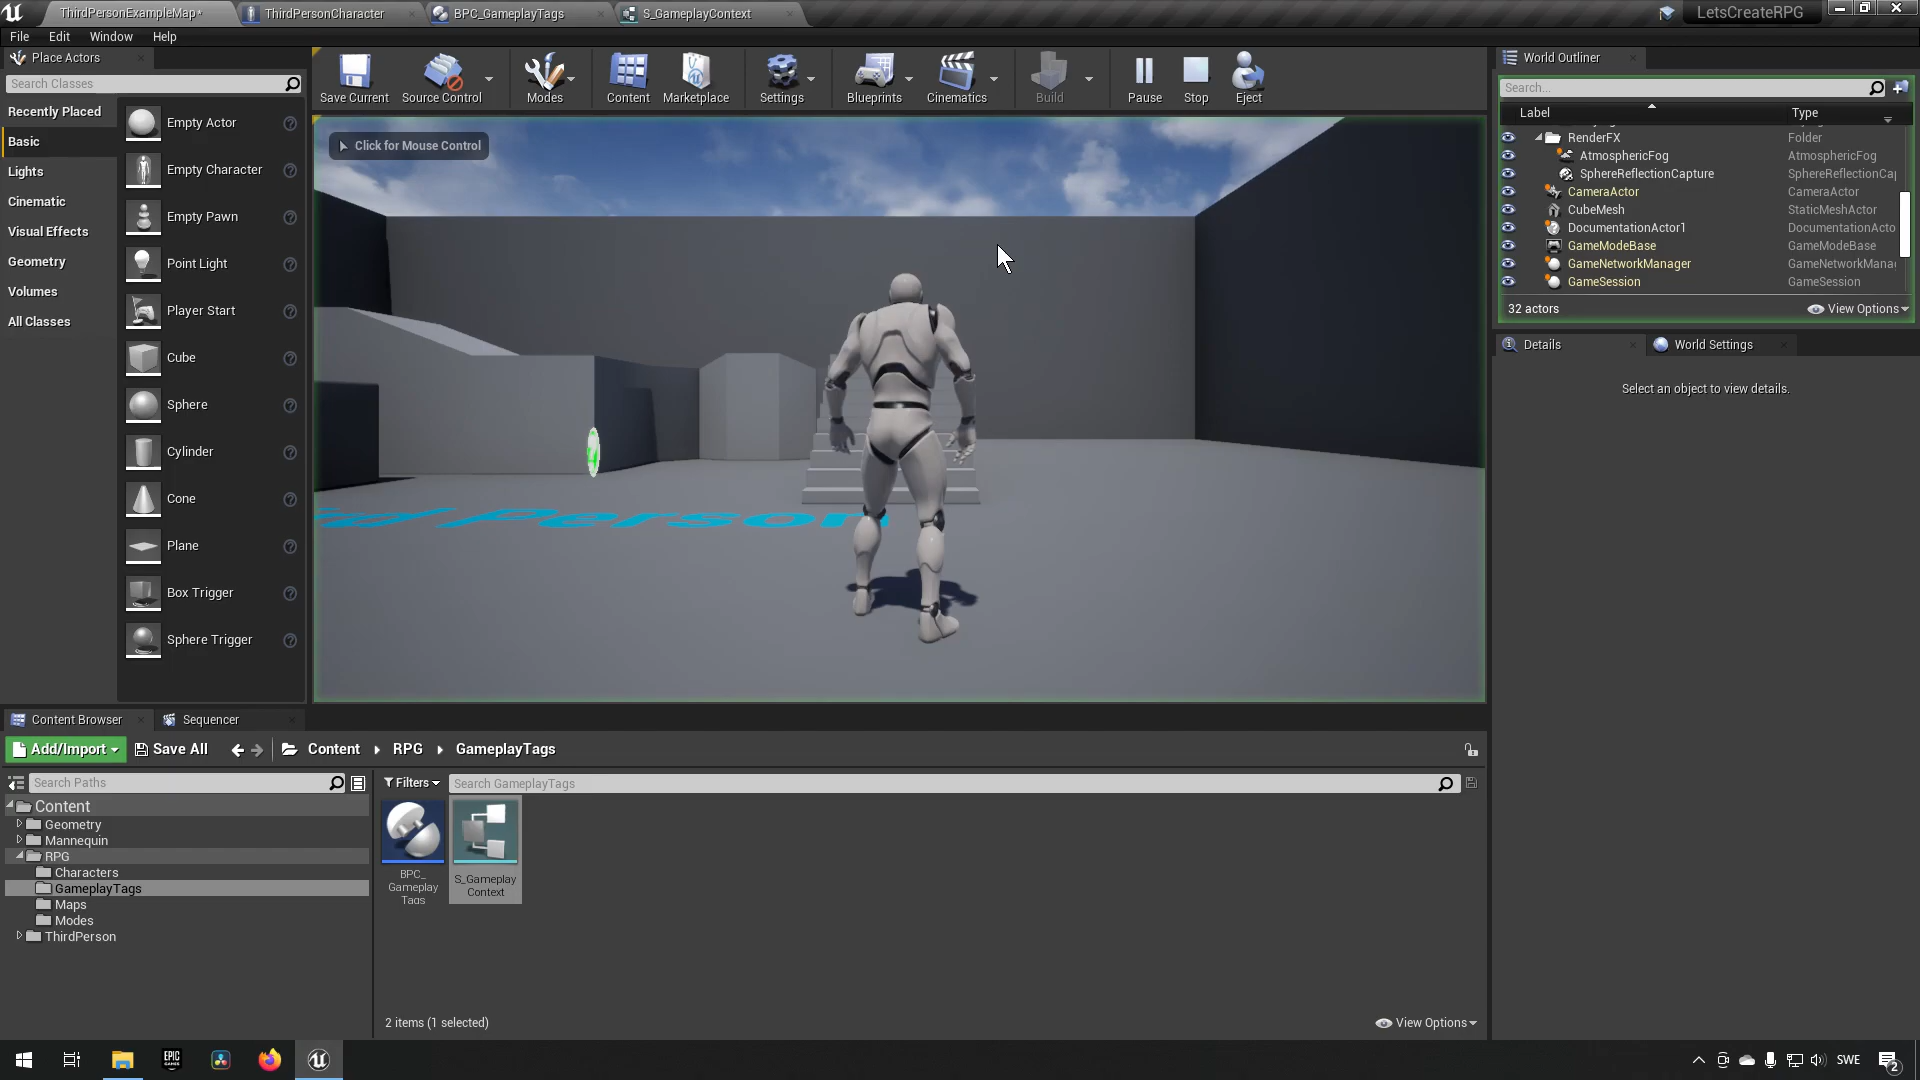 ThirdPersonExampleMap*
ThirdPersonCharacter
BPC_GameplayTags
S_GameplayContext
LetsCreateRPG
File Edit Window Help
Place Actors
Search Classes
Recently Placed
Basic
Lights
Cinematic
Visual Effects
Geometry
Volumes
All Classes
Empty Actor
Empty Character
Empty Pawn
Point Light
Player Start
Cube
Sphere
Cylinder
Cone
Plane
Box Trigger
Sphere Trigger
Save Current
Source Control
Modes
Content
Marketplace
Settings
Blueprints
Cinematics
Build
Pause
Stop
Eject
Click for Mouse Control
Person
World Outliner
Search...
Label Type
RenderFX Folder
AtmosphericFog AtmosphericFog
SphereReflectionCapture SphereReflectionCap
CameraActor CameraActor
CubeMesh StaticMeshActor
DocumentationActor1 DocumentationActo
GameModeBase GameModeBase
GameNetworkManager GameNetworkMana
GameSession GameSession
32 actors
View Options
Details
World Settings
Select an object to view details.
Content Browser
Sequencer
Add/Import
Save All
Content
RPG
GameplayTags
Search Paths
Filters
Search GameplayTags
Content
Geometry
Mannequin
RPG
Characters
GameplayTags
Maps
Modes
ThirdPerson
BPC_
Gameplay
Tags
S_Gameplay
Context
2 items (1 selected)
View Options
EPIC
GAMES
SWE
2